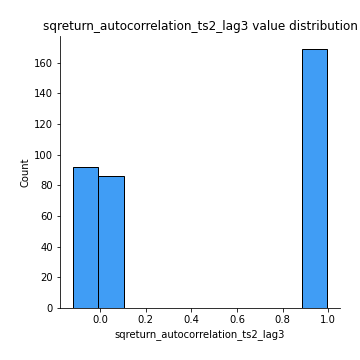 sqreturn_autocorrelation_ts2_lag3 value distribution
160
140
120
100
80
60
40
20
0
Count
0.0 0.2 0.4 0.6 0.8 1.0
sqreturn_autocorrelation_ts2_lag3